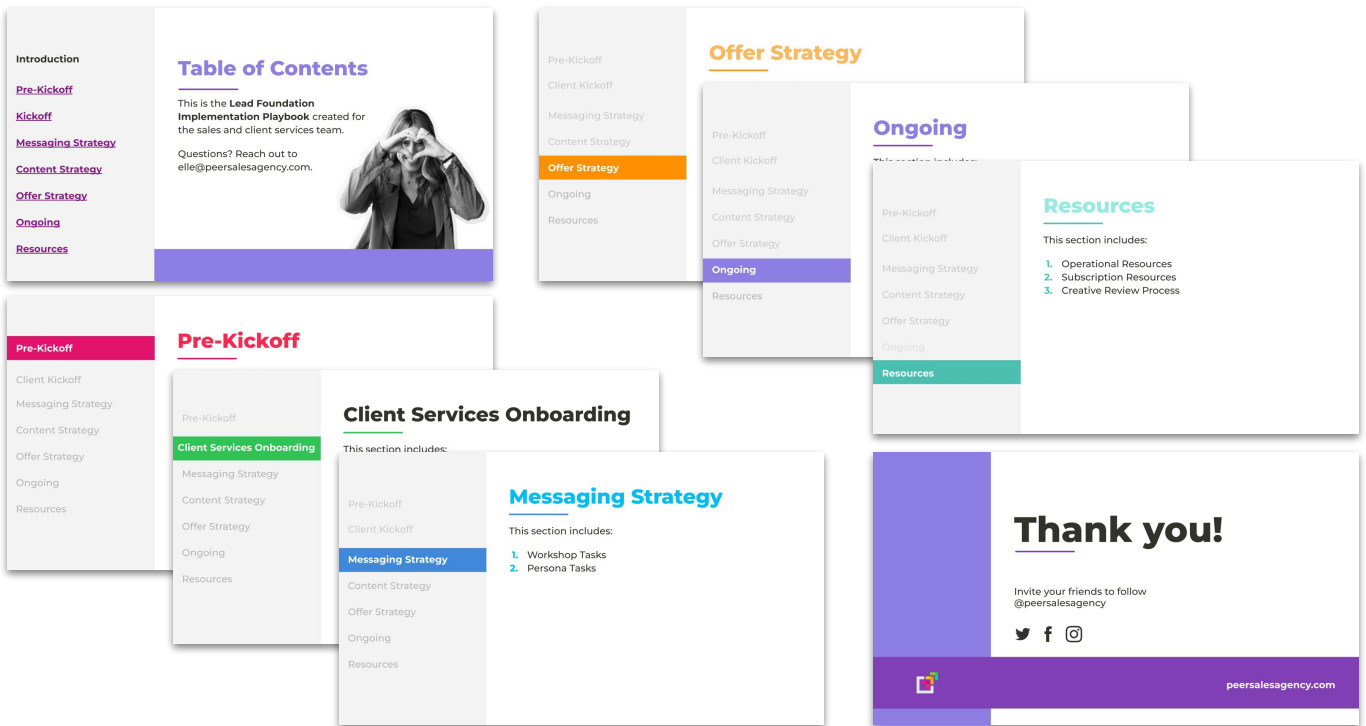 Introduction
Pre-Kickoff
Kickoff
Messaging Strategy
Content Strategy
Offer Strategy
Ongoing
Resources
Table of Contents
This is the Lead Foundation
Implementation Playbook created for
the sales and client services team.
Questions? Reach out to
elle@peersalesagency.com.
Pre-Kickoff
Client Kickoff
Messaging Strategy
Content Strategy
Offer Strategy
Ongoing
Resources
Offer Strategy
Pre-Kickoff
Client Kickoff
Messaging Strategy
Content Strategy
Offer Strategy
Ongoing
Resources
Ongoing
This section includes:
Pre-Kickoff
Client Kickoff
Messaging Strategy
Content Strategy
Offer Strategy
Ongoing
Resources
Resources
This section includes:
1. Operational Resources
2. Subscription Resources
3. Creative Review Process
Pre-Kickoff
Client Kickoff
Messaging Strategy
Content Strategy
Offer Strategy
Ongoing
Resources
Pre-Kickoff
Pre-Kickoff
Client Services Onboarding
Messaging Strategy
Content Strategy
Offer Strategy
Ongoing
Resources
Client Services Onboarding
This section includes:
Pre-Kickoff
Client Kickoff
Messaging Strategy
Content Strategy
Offer Strategy
Ongoing
Resources
Messaging Strategy
This section includes:
1. Workshop Tasks
2. Persona Tasks
Thank you!
Invite your friends to follow
@peersalesagency
peersalesagency.com